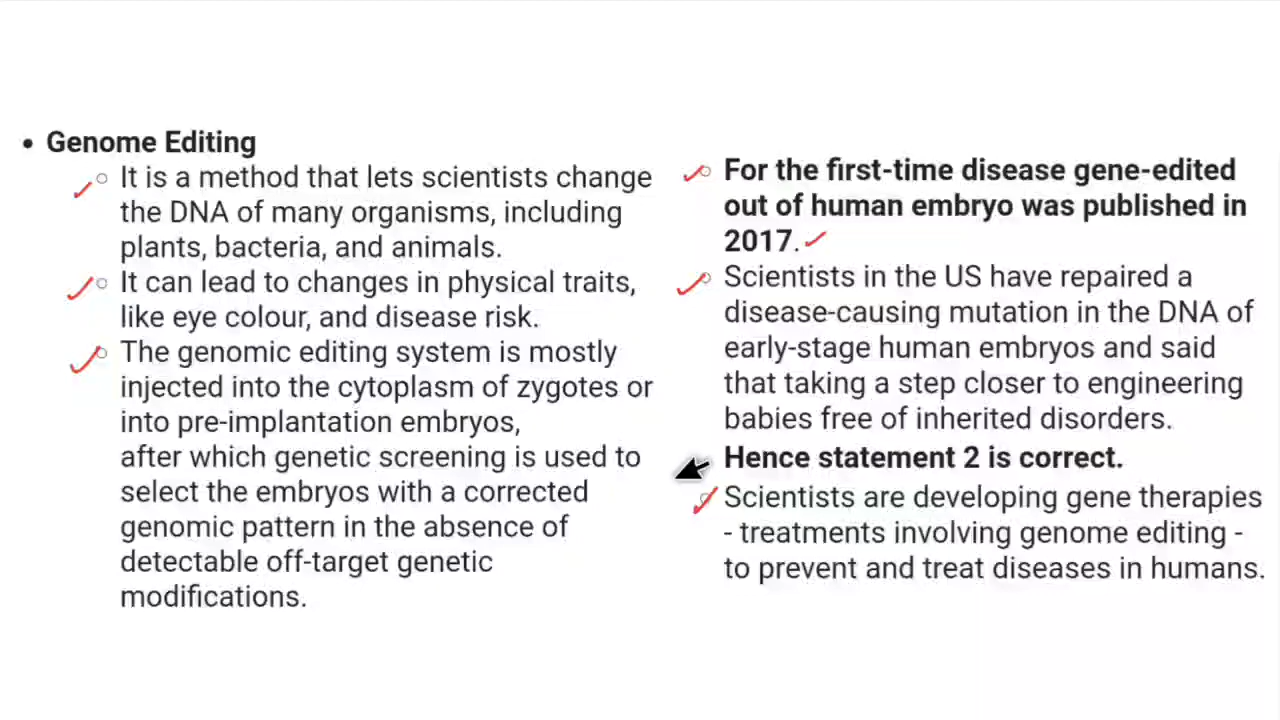 • Genome Editing
It is a method that lets scientists change
the DNA of many organisms, including
plants, bacteria, and animals.
It can lead to changes in physical traits,
like eye colour, and disease risk.
The genomic editing system is mostly
injected into the cytoplasm of zygotes or
into pre-implantation embryos,
after which genetic screening is used to
select the embryos with a corrected
genomic pattern in the absence of
detectable off-target genetic
modifications.
For the first-time disease gene-edited
out of human embryo was published in
2017.
Scientists in the US have repaired a
disease-causing mutation in the DNA of
early-stage human embryos and said
that taking a step closer to engineering
babies free of inherited disorders.
Hence statement 2 is correct.
Scientists are developing gene therapies
- treatments involving genome editing -
to prevent and treat diseases in humans.